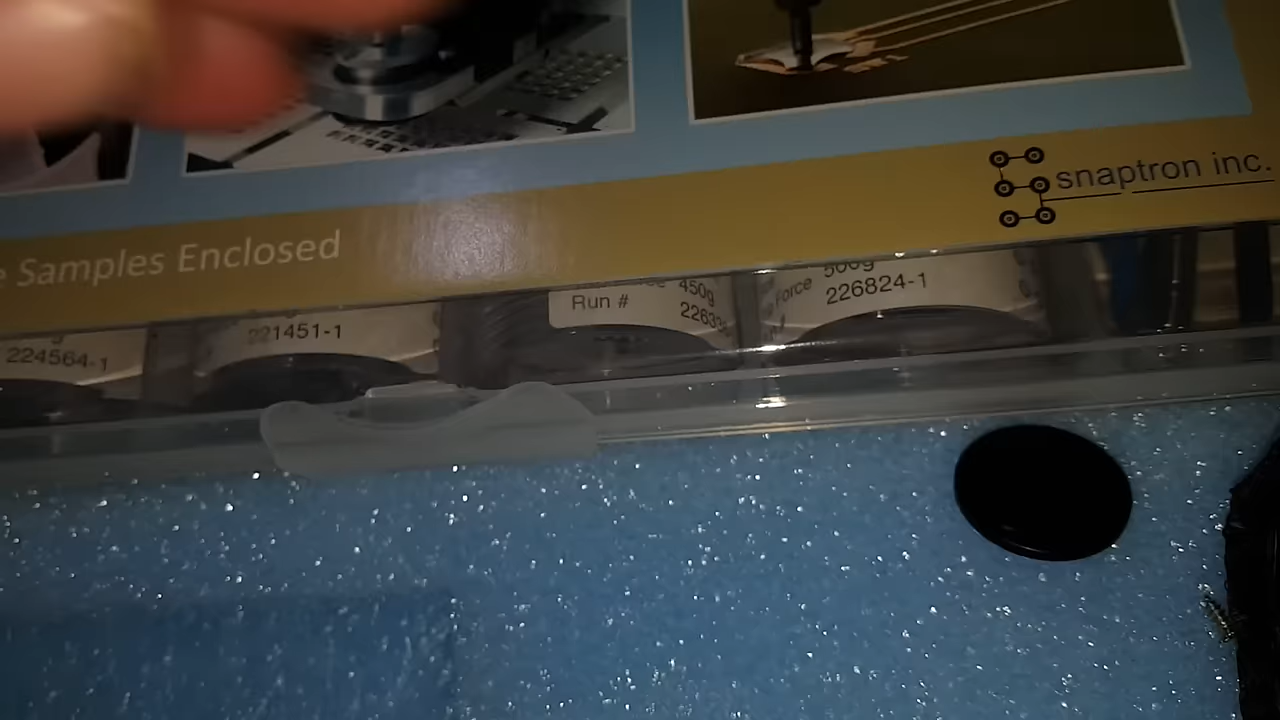 snaptron inc.
Samples Enclosed
224564-1
221451-1
Run #
450g
Force 500g
226824-1